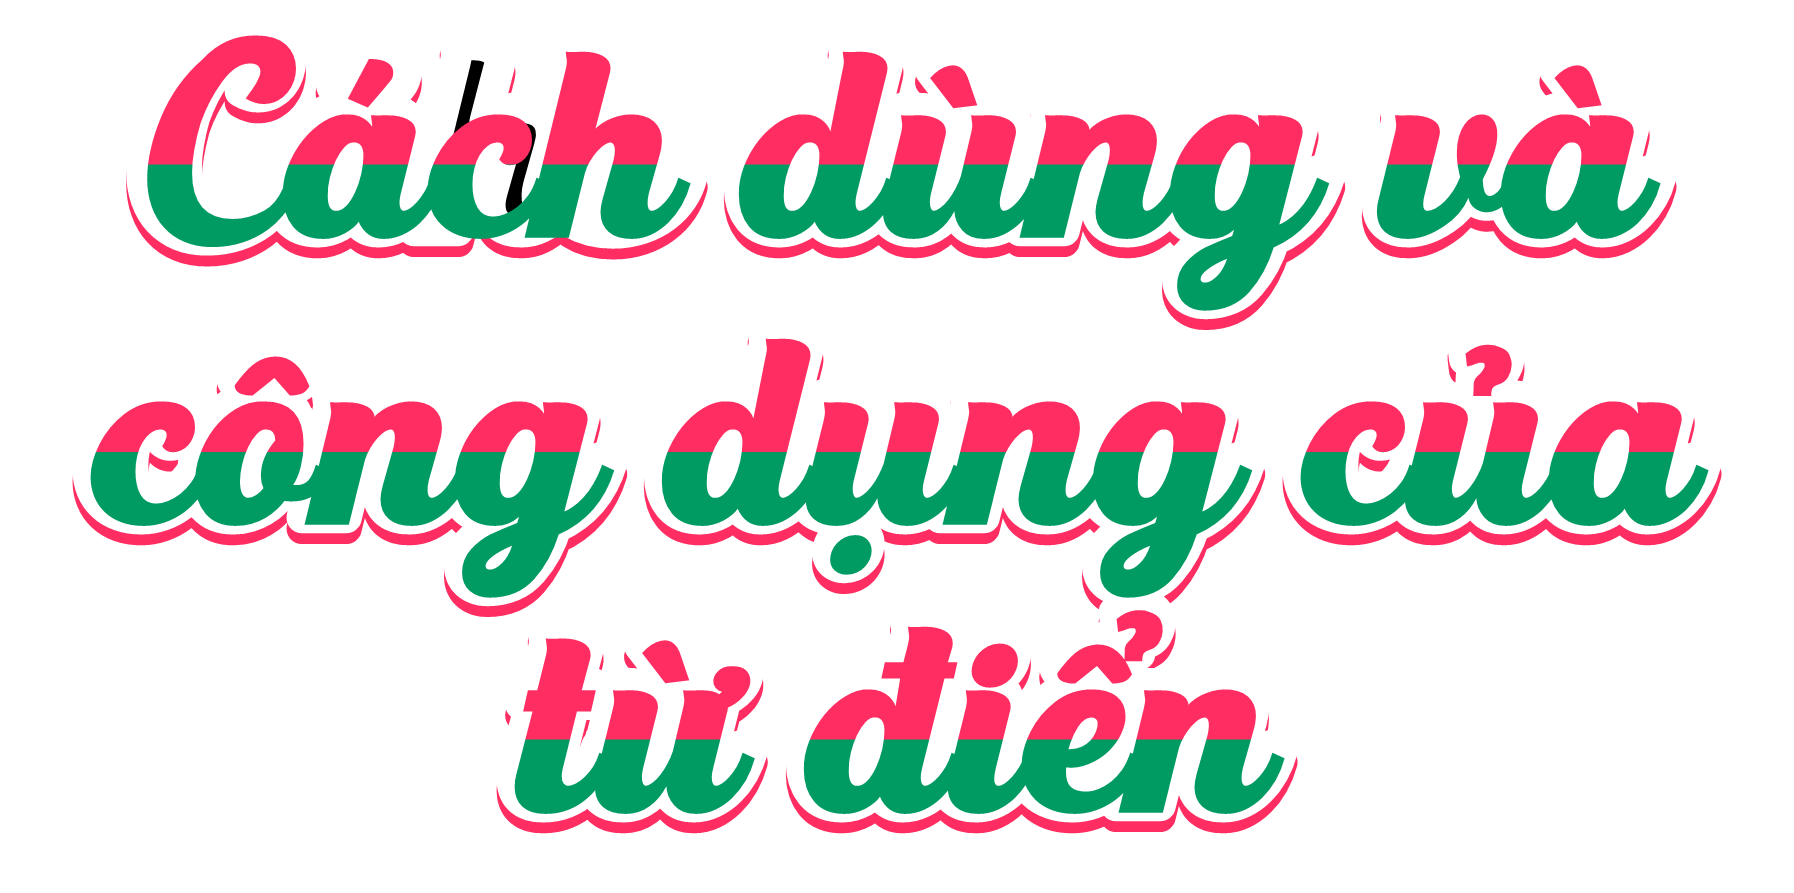 Cách dùng và
công dụng của
từ điển